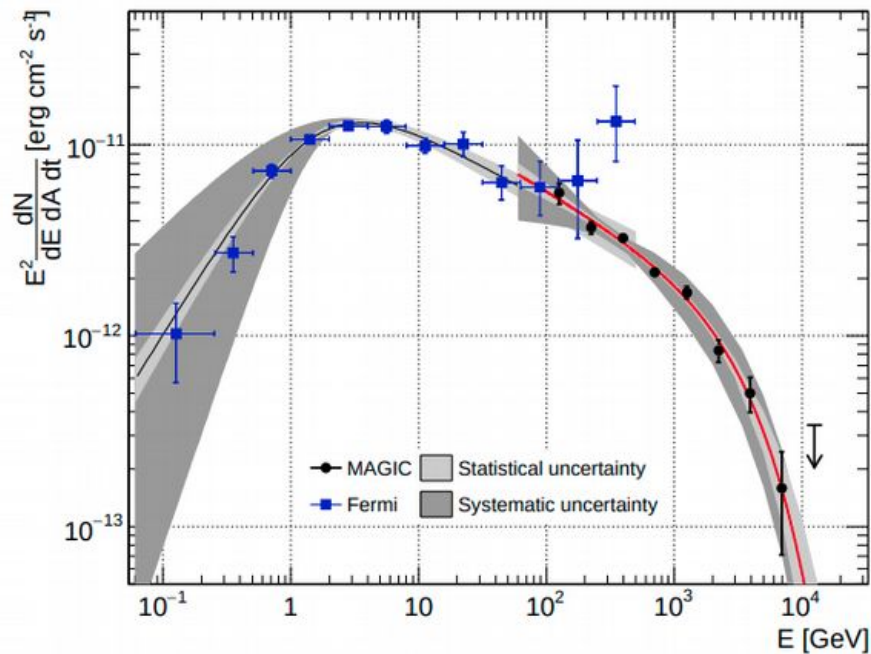 E² dN/dE dA dt [erg cm⁻² s⁻¹]
10⁻¹¹
10⁻¹²
10⁻¹³
MAGIC Statistical uncertainty
Fermi Systematic uncertainty
10⁻¹ 1 10 10² 10³ 10⁴
E [GeV]